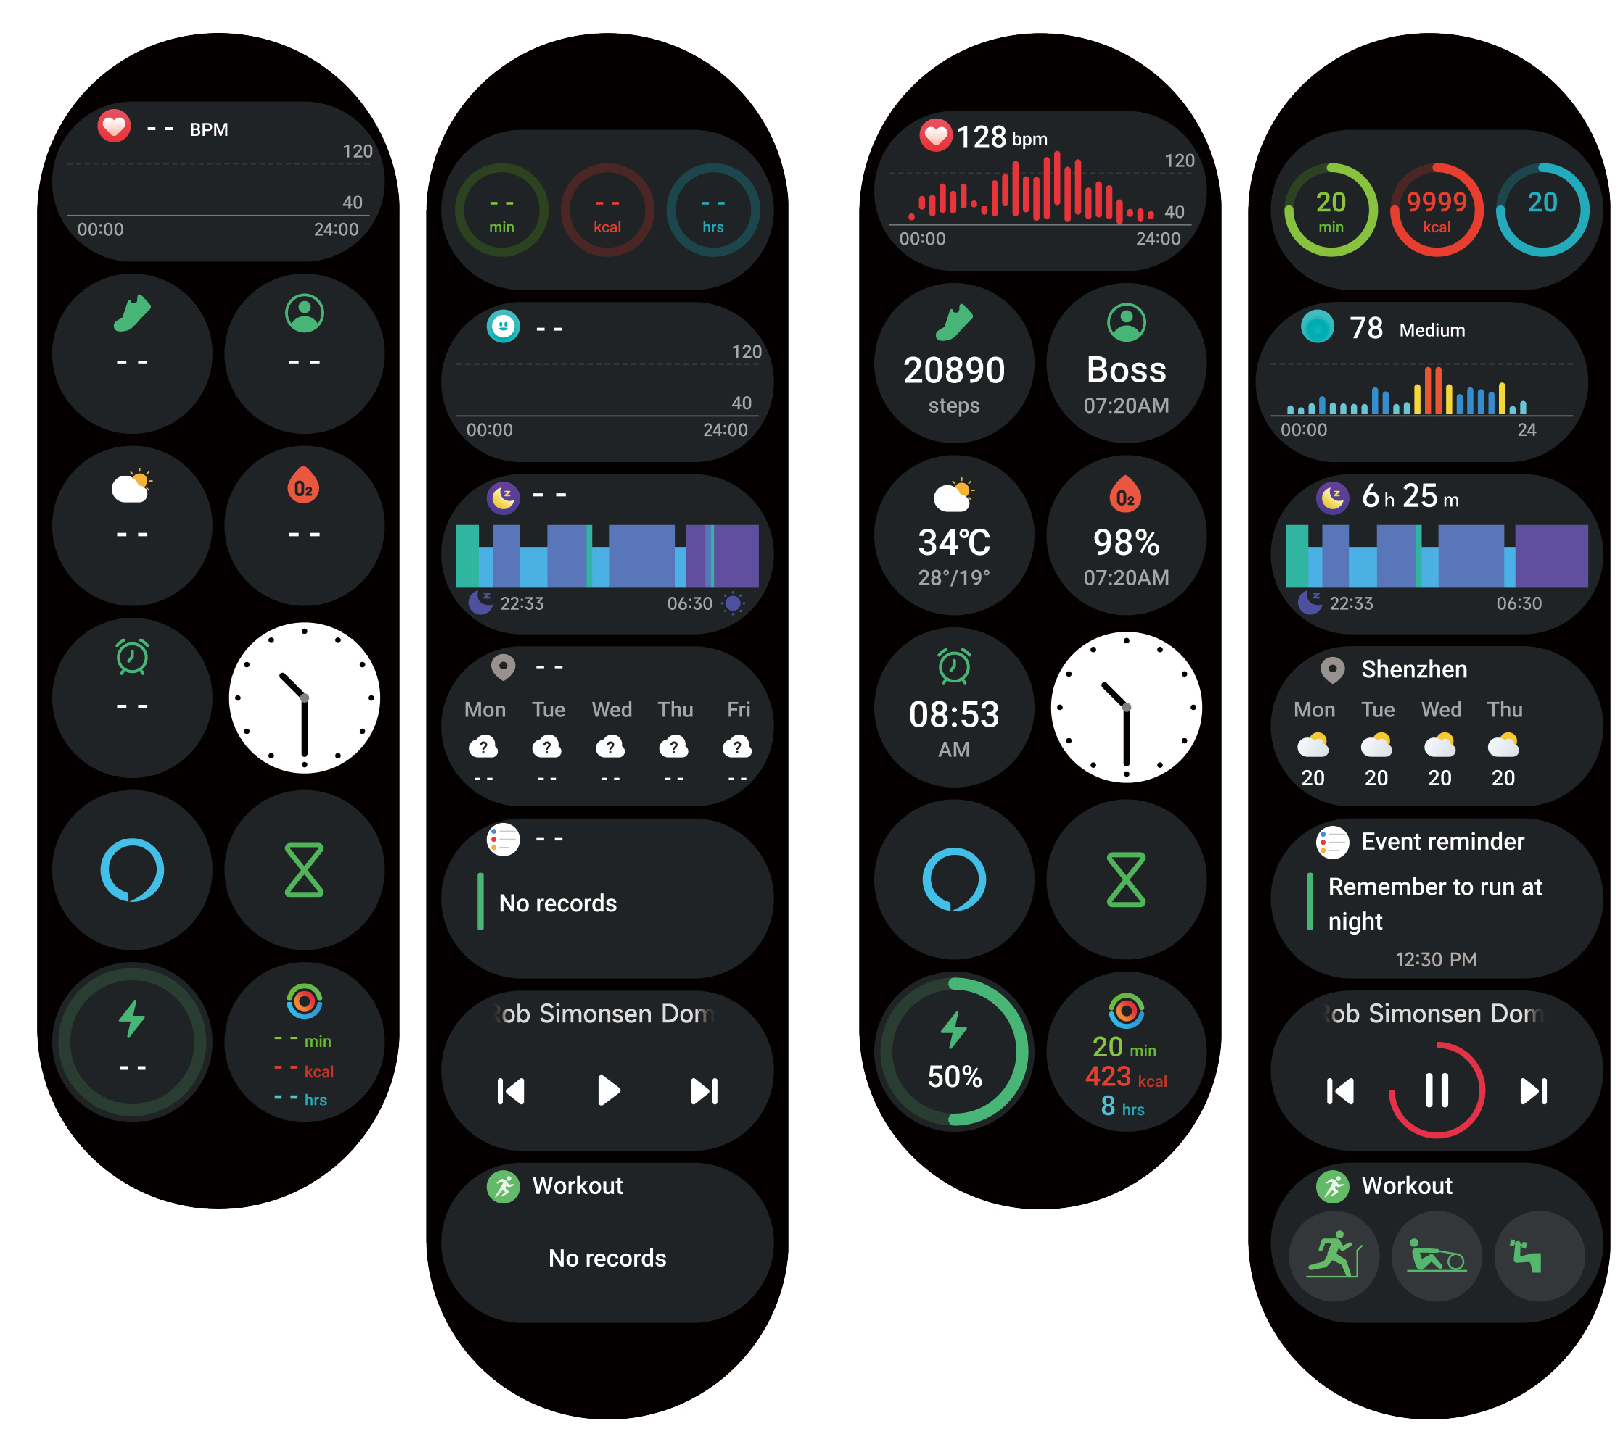 -- BPM
120
40
00:00 24:00
-- --
-- O₂
--
--
--
-- min
-- kcal
-- hrs
-- -- --
min kcal hrs
--
120
40
00:00 24:00
z --
z 22:33 06:30
--
Mon Tue Wed Thu Fri
? ? ? ? ?
-- -- -- -- --
--
No records
ob Simonsen Dom
Workout
No records
128 bpm
120
40
00:00 24:00
20890 Boss
steps 07:20AM
O₂
34℃ 98%
28°/19° 07:20AM
08:53
AM
50%
20 min
423 kcal
8 hrs
20 9999 20
min kcal
78 Medium
00:00 24
z 6 h 25 m
z 22:33 06:30
Shenzhen
Mon Tue Wed Thu
20 20 20 20
Event reminder
Remember to run at
night
12:30 PM
ob Simonsen Dom
Workout